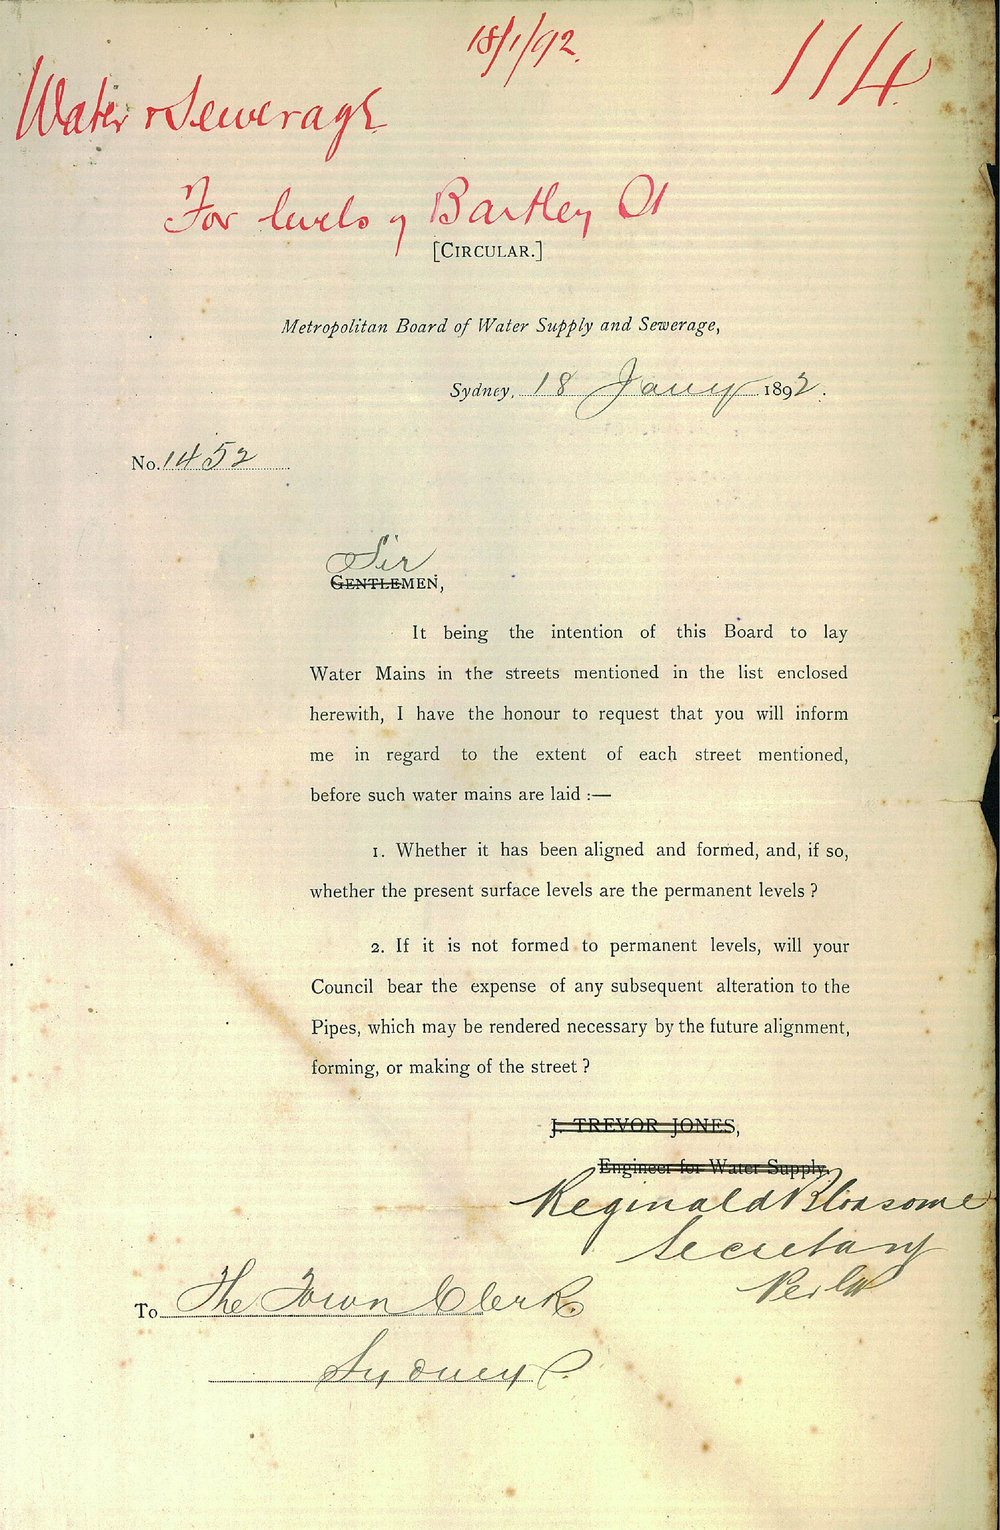 18/1/92.
114.
Water & Sewerage
For levels of Bartley St
[CIRCULAR.]
Metropolitan Board of Water Supply and Sewerage,
Sydney, 18 Jany 1892.
No. 1452
Sir
GENTLEMEN,
It being the intention of this Board to lay
Water Mains in the streets mentioned in the list enclosed
herewith, I have the honour to request that you will inform
me in regard to the extent of each street mentioned,
before such water mains are laid :—
1. Whether it has been aligned and formed, and, if so,
whether the present surface levels are the permanent levels ?
2. If it is not formed to permanent levels, will your
Council bear the expense of any subsequent alteration to the
Pipes, which may be rendered necessary by the future alignment,
forming, or making of the street ?
J. TREVOR JONES,
Engineer for Water Supply.
Reginald Blossome
Secretary
Per
To The Town Clerk
Sydney